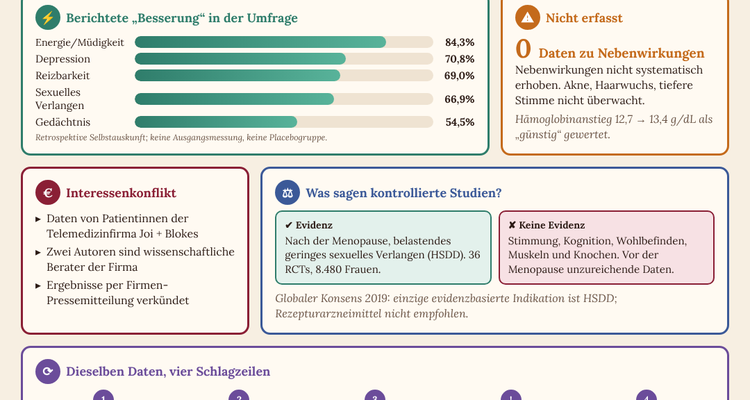 ⚡ Berichtete „Besserung“ in der Umfrage
Energie/Müdigkeit 84,3%
Depression 70,8%
Reizbarkeit 69,0%
Sexuelles
Verlangen 66,9%
Gedächtnis 54,5%
Retrospektive Selbstauskunft; keine Ausgangsmessung, keine Placebogruppe.
⚠ Nicht erfasst
0 Daten zu Nebenwirkungen
Nebenwirkungen nicht systematisch
erhoben. Akne, Haarwuchs, tiefere
Stimme nicht überwacht.
Hämoglobinanstieg 12,7 → 13,4 g/dL als
„günstig“ gewertet.
€ Interessenkonflikt
▸ Daten von Patientinnen der
Telemedizinfirma Joi + Blokes
▸ Zwei Autoren sind wissenschaftliche
Berater der Firma
▸ Ergebnisse per Firmen-
Pressemitteilung verkündet
⚖ Was sagen kontrollierte Studien?
✔ Evidenz
Nach der Menopause, belastendes
geringes sexuelles Verlangen (HSDD). 36
RCTs, 8.480 Frauen.
✘ Keine Evidenz
Stimmung, Kognition, Wohlbefinden,
Muskeln und Knochen. Vor der
Menopause unzureichende Daten.
Globaler Konsens 2019: einzige evidenzbasierte Indikation ist HSDD;
Rezepturarzneimittel nicht empfohlen.
⟳ Dieselben Daten, vier Schlagzeilen
1 2 3 ! 4